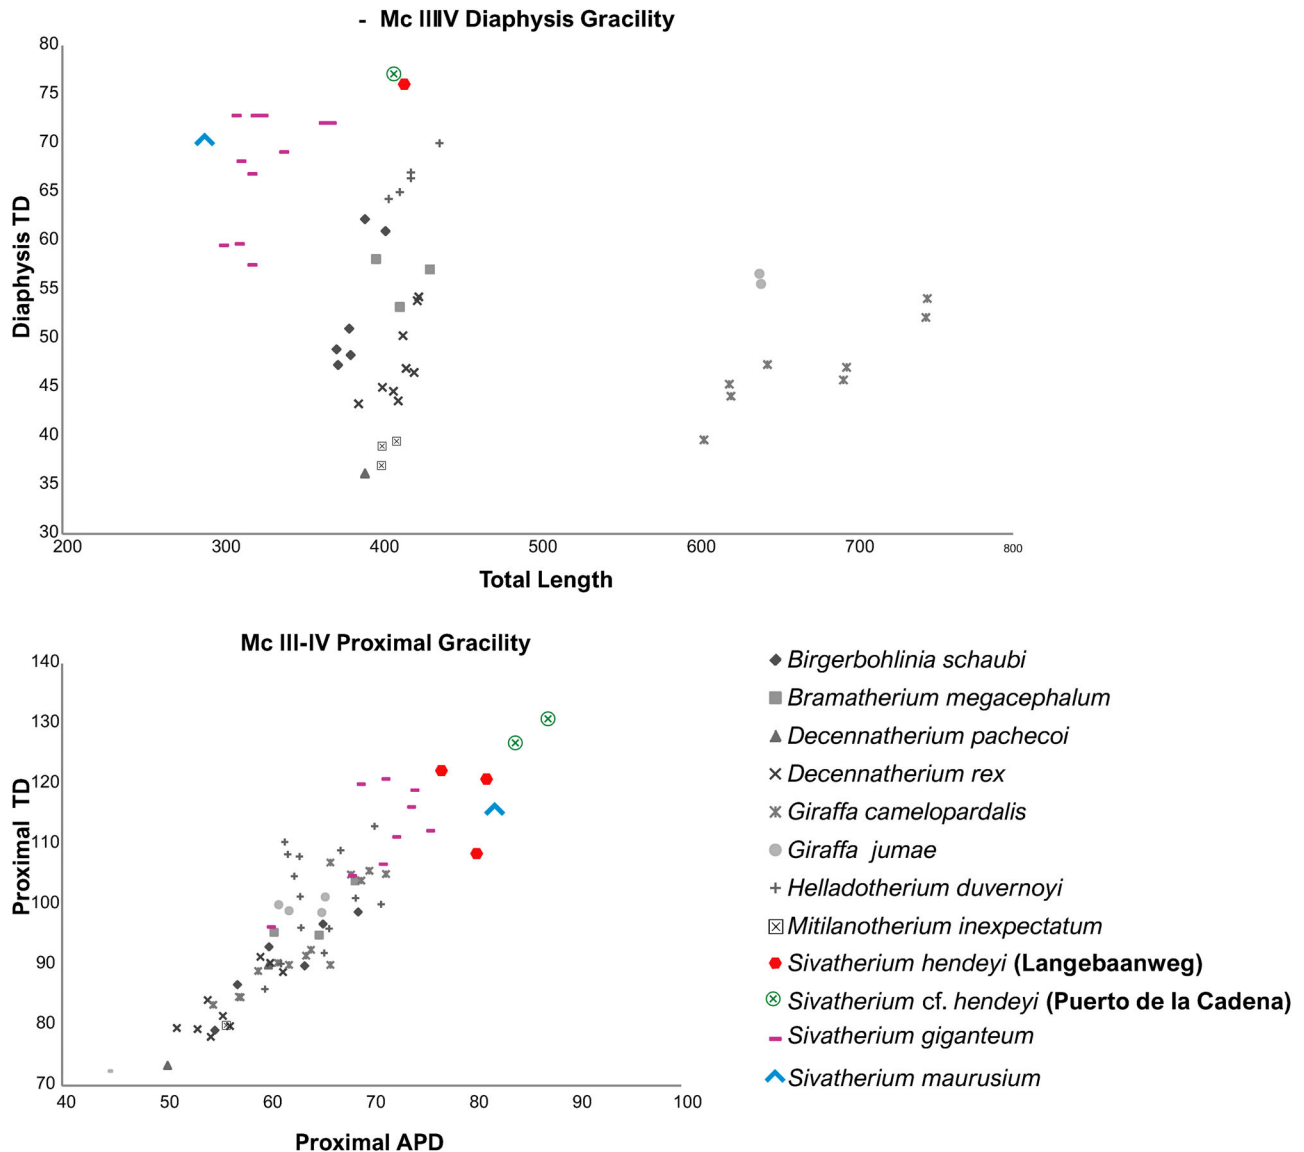 - Mc IIIIV Diaphysis Gracility
80
75
70
65
60
55
50
45
40
35
30
Diaphysis TD
200 300 400 500 600 700 800
Total Length
Mc III-IV Proximal Gracility
140
130
120
110
100
90
80
70
Proximal TD
40 50 60 70 80 90 100
Proximal APD
Birgerbohlinia schaubi
Bramatherium megacephalum
Decennatherium pachecoi
Decennatherium rex
Giraffa camelopardalis
Giraffa jumae
Helladotherium duvernoyi
Mitilanotherium inexpectatum
Sivatherium hendeyi (Langebaanweg)
Sivatherium cf. hendeyi (Puerto de la Cadena)
Sivatherium giganteum
Sivatherium maurusium